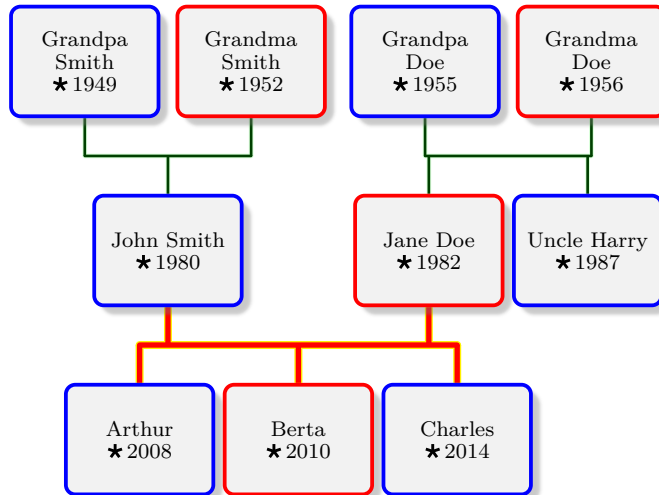 Grandpa
Smith
★1949
Grandma
Smith
★1952
Grandpa
Doe
★1955
Grandma
Doe
★1956
John Smith
★1980
Jane Doe
★1982
Uncle Harry
★1987
Arthur
★2008
Berta
★2010
Charles
★2014